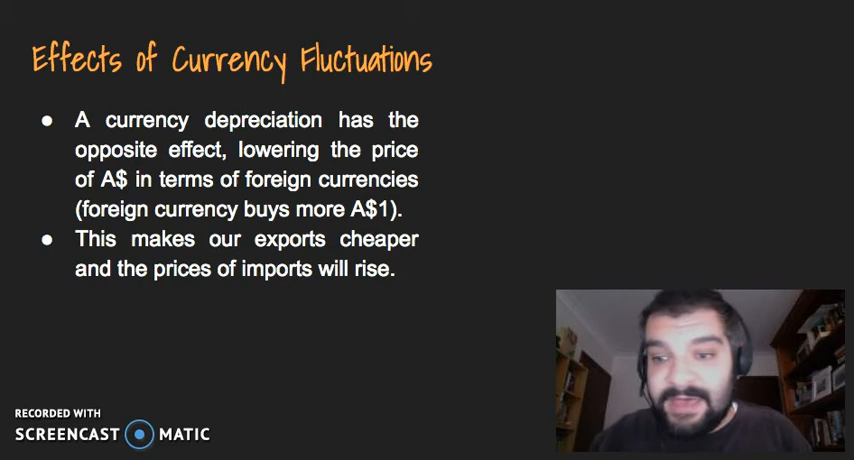 Effects of Currency Fluctuations
● A currency depreciation has the
opposite effect, lowering the price
of A$ in terms of foreign currencies
(foreign currency buys more A$1).
● This makes our exports cheaper
and the prices of imports will rise.
RECORDED WITH
SCREENCAST MATIC